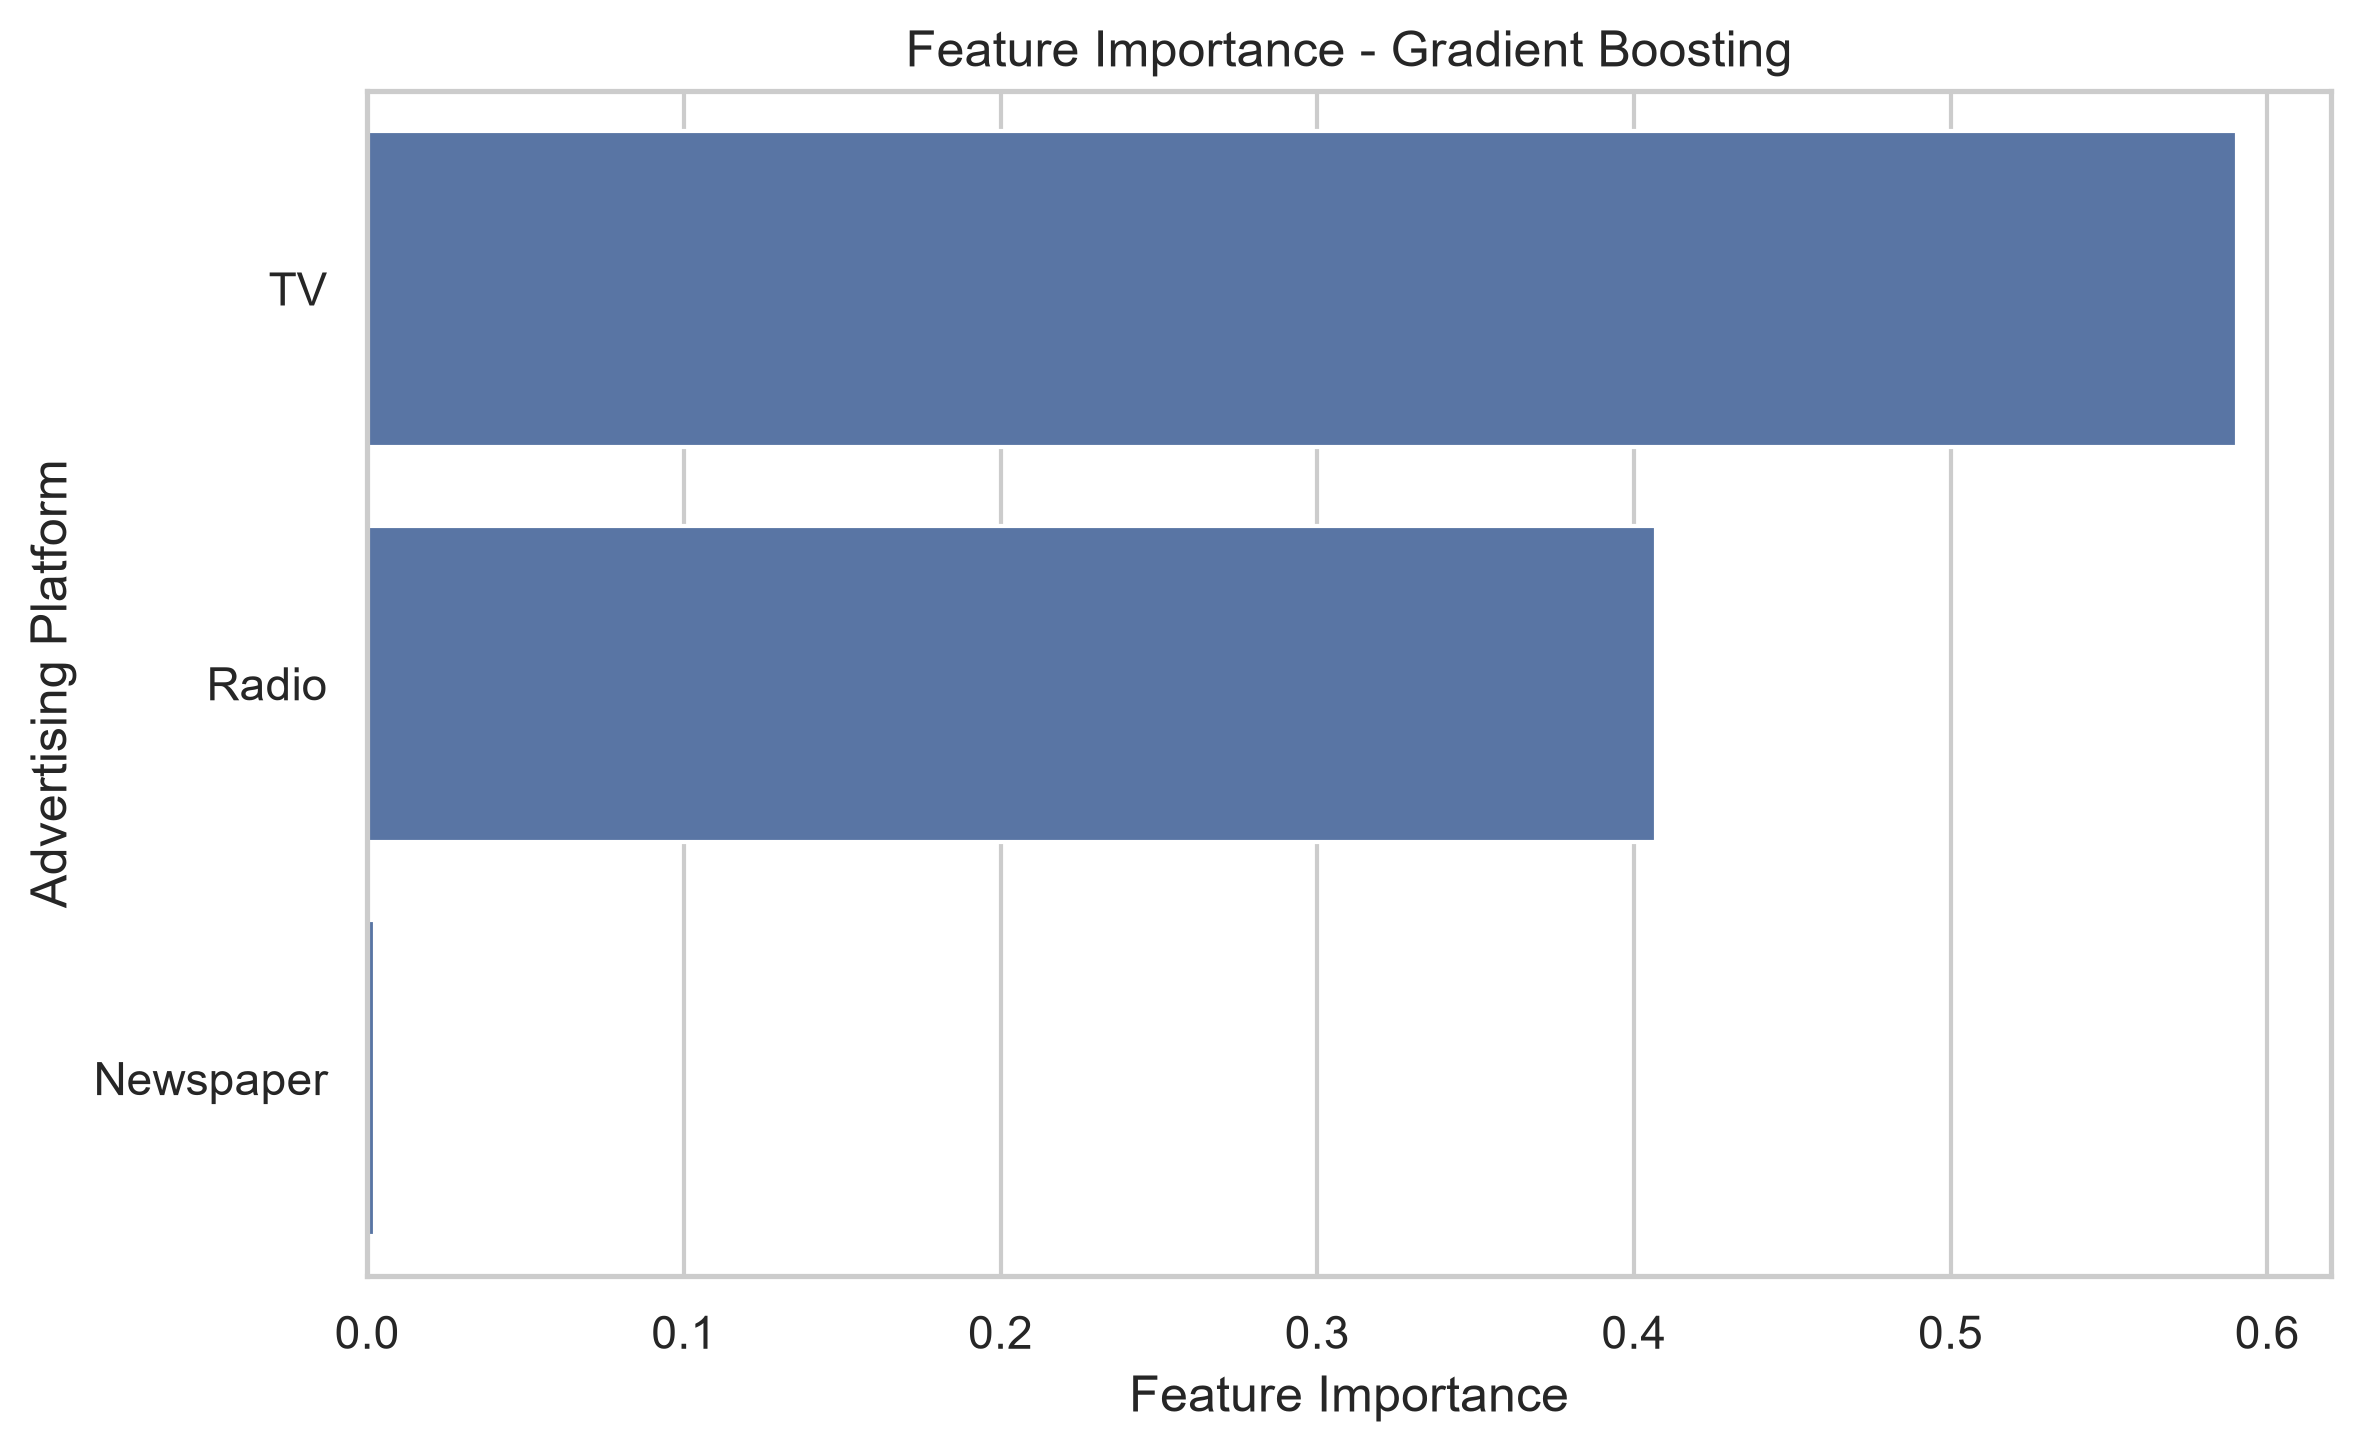 Feature Importance - Gradient Boosting
Advertising Platform
TV
Radio
Newspaper
0.0 0.1 0.2 0.3 0.4 0.5 0.6
Feature Importance